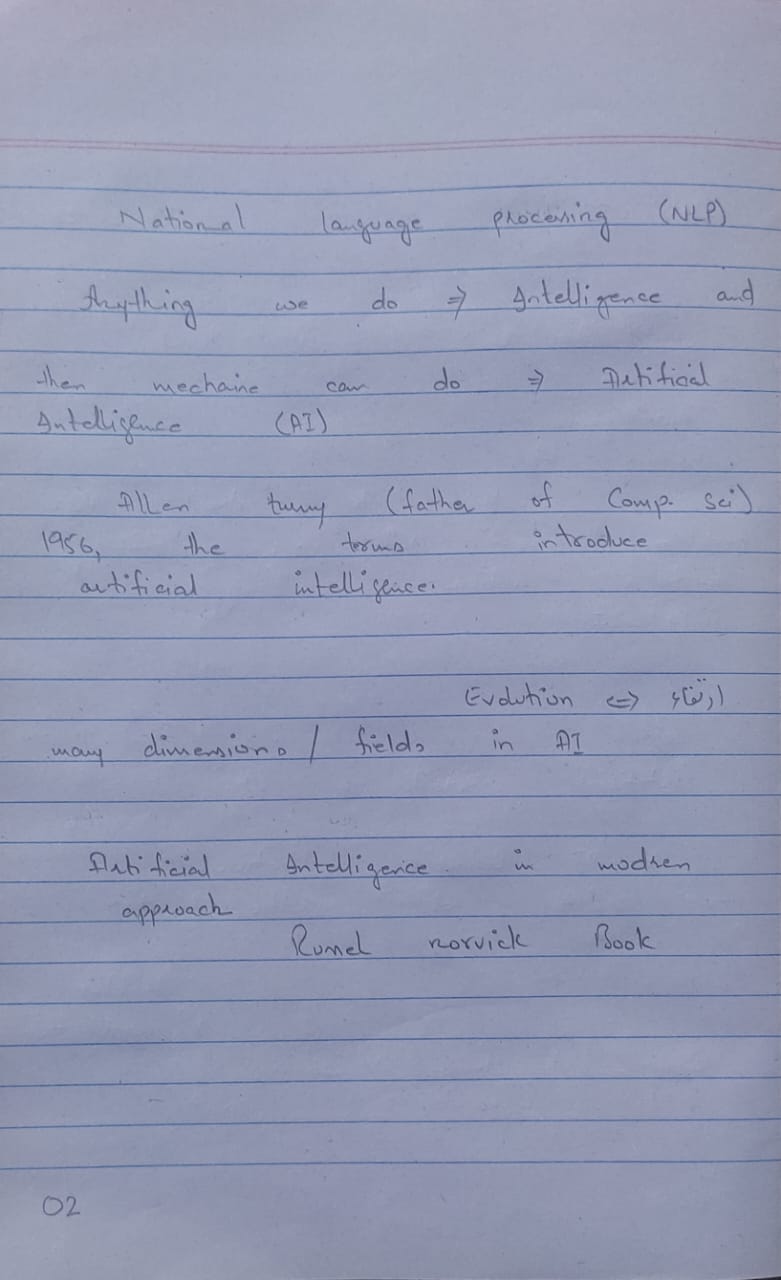 National language processing (NLP)
Anything we do ⇒ Intelligence and
then mechaine can do ⇒ Artificial
Intelligence (AI)
Allen turny (father of Comp. Sci)
1956, the terms introduce
artificial intelligence.
Evolution ⇔ ارتقاء
many dimensions / fields in AI
Artificial Intelligence in modren
approach
Rumel norvick Book
02